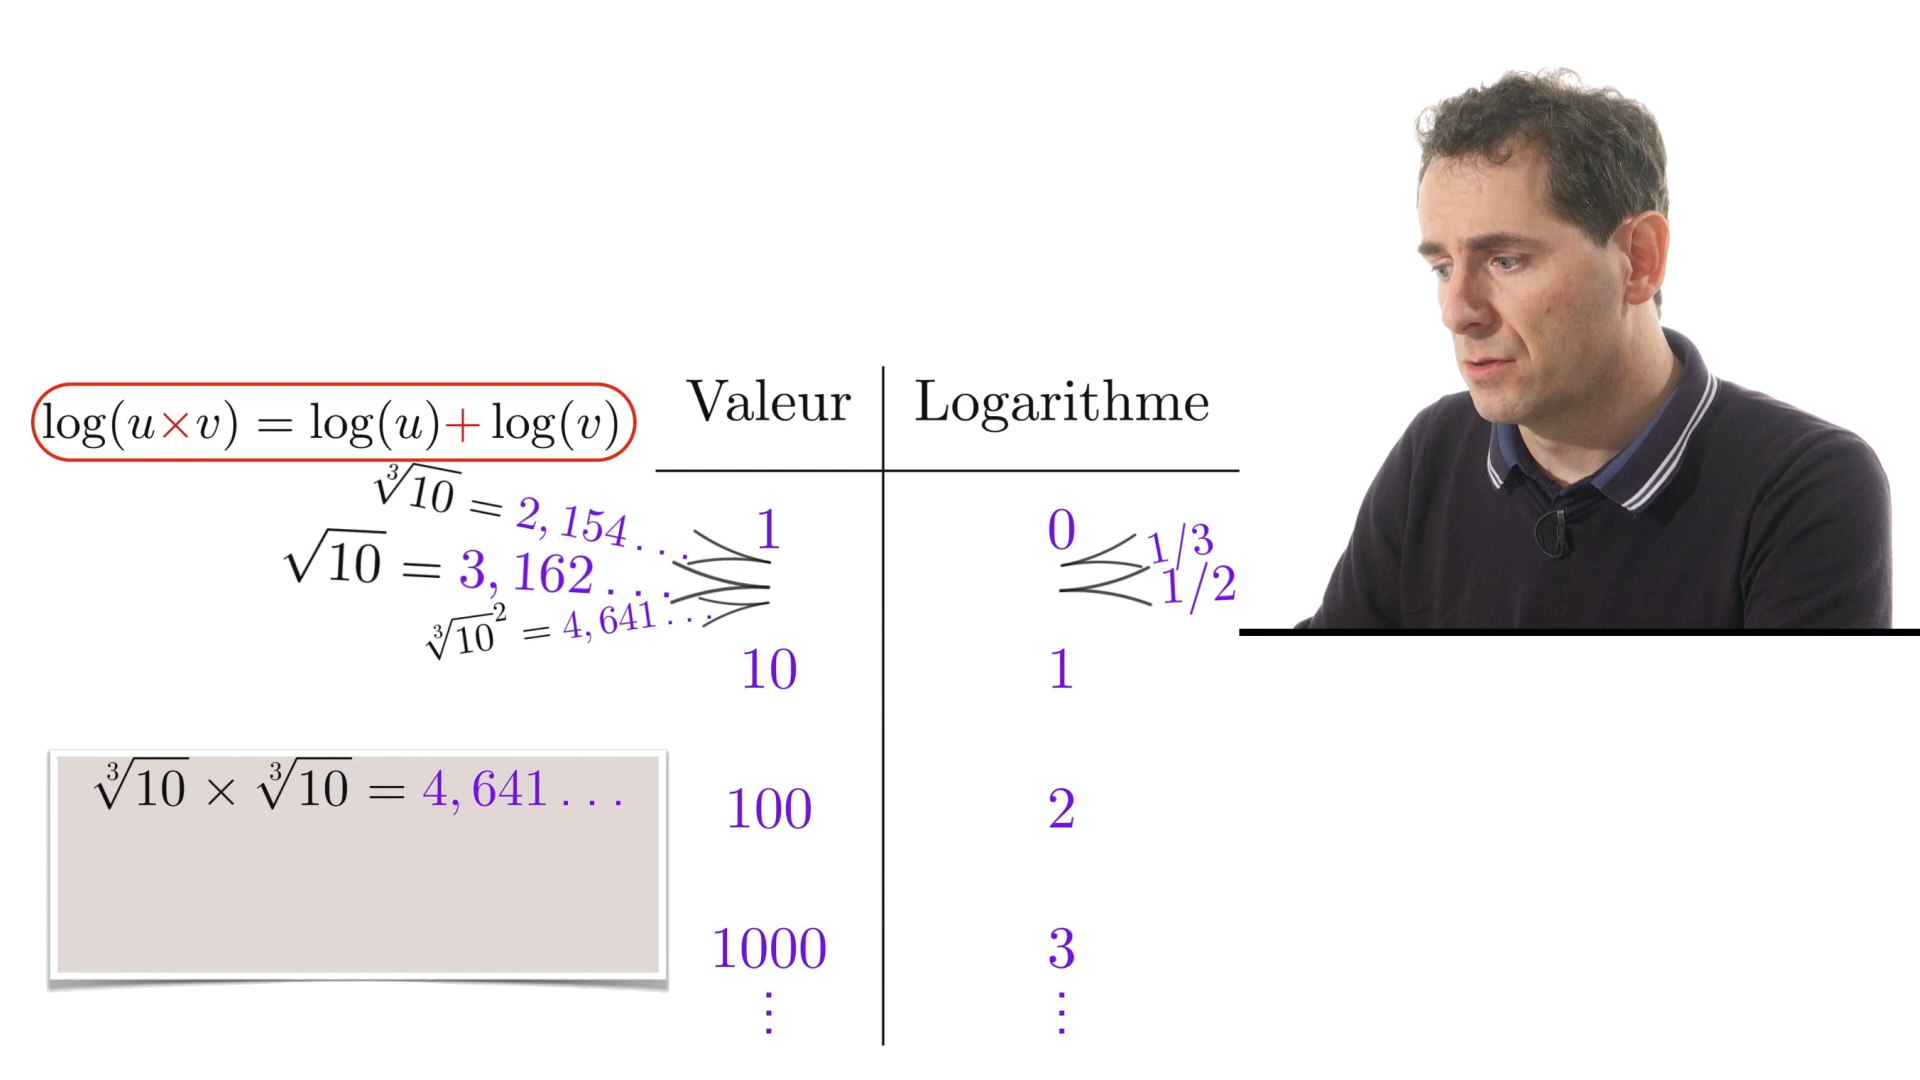 Valeur Logarithme
log(u×v) = log(u)+log(v)
∛10 = 2,154...
√10 = 3,162...
∛10² = 4,641...
1 0
1/3
1/2
10 1
∛10 × ∛10 = 4,641...
100 2
1000 3
⋮ ⋮